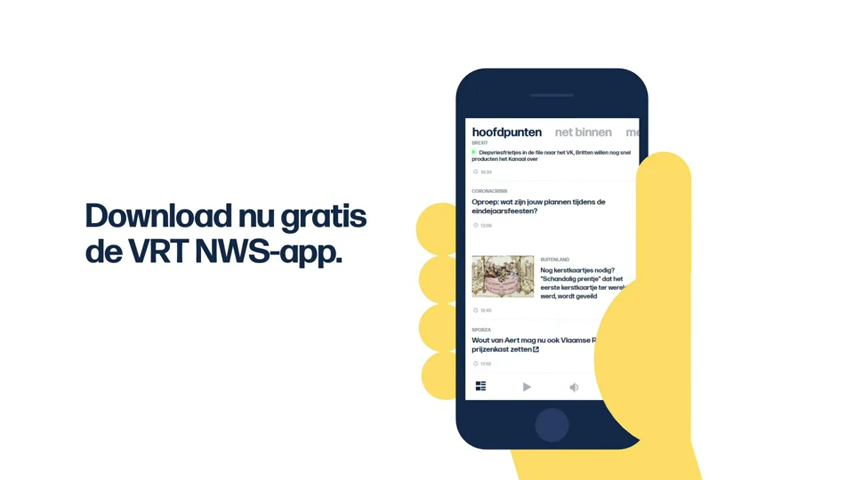 Download nu gratis
de VRT NWS-app.
hoofdpunten net binnen me
BREXIT
Diepvriesfrietjes in de file naar het VK, Britten willen nog snel
producten het Kanaal over
CORONACRISIS
Oproep: wat zijn jouw plannen tijdens de
eindejaarsfeesten?
BUITENLAND
Nog kerstkaartjes nodig?
"Schandalig prentje" dat het
eerste kerstkaartje ter werel
werd, wordt geveild
SPORZA
Wout van Aert mag nu ook Vlaamse R
prijzenkast zetten